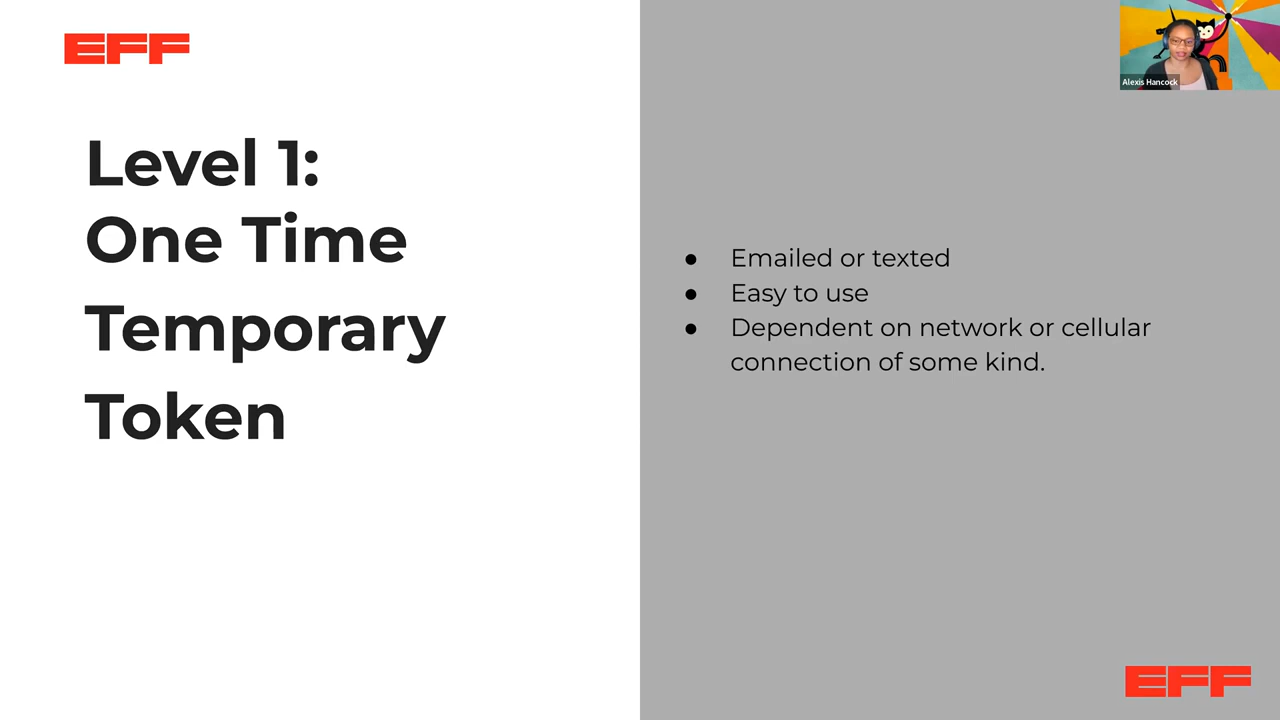 EFF
Alexis Hancock
Level 1:
One Time
Temporary
Token
● Emailed or texted
● Easy to use
● Dependent on network or cellular
connection of some kind.
EFF